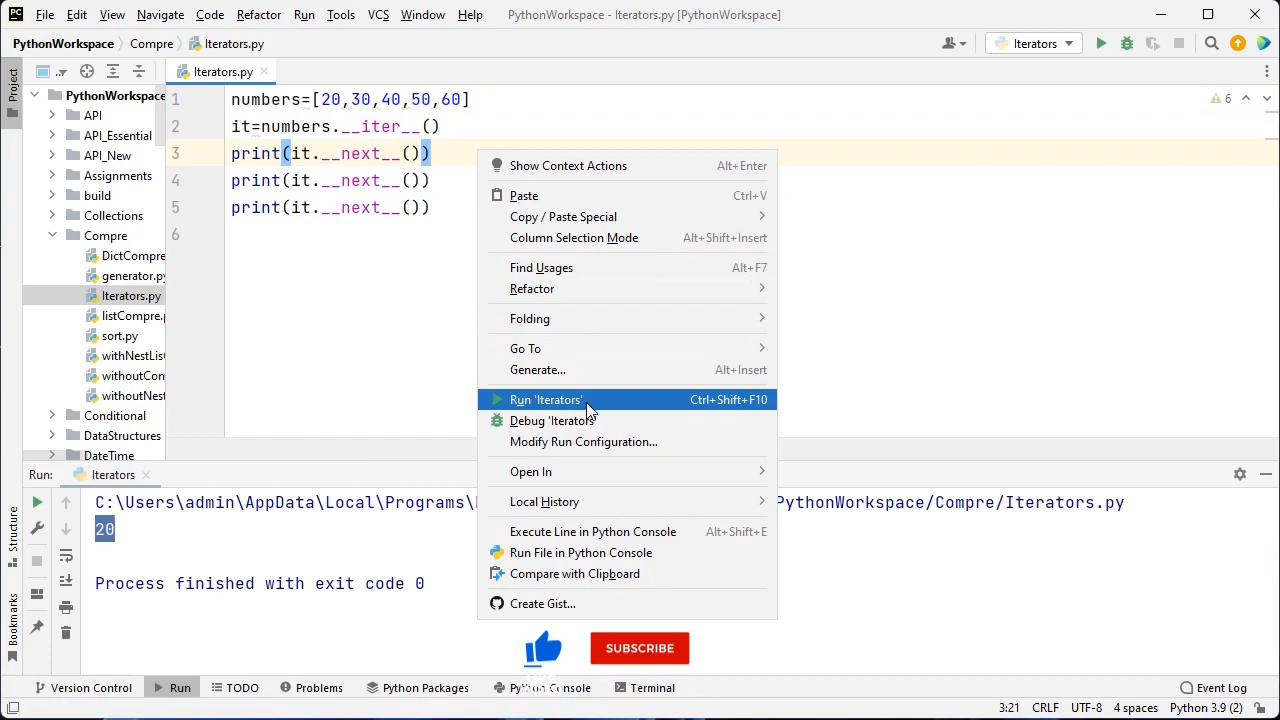 PC File Edit View Navigate Code Refactor Run Tools VCS Window Help PythonWorkspace - Iterators.py [PythonWorkspace]
PythonWorkspace Compre Iterators.py Iterators
Project
Iterators.py
PythonWorkspace
API
API_Essential
API_New
Assignments
build
Collections
Compre
DictCompre
generator.py
Iterators.py
listCompre.
sort.py
withNestLis
withoutCom
withoutNest
Conditional
DataStructures
DateTime
1 numbers=[20,30,40,50,60]
2 it=numbers.__iter__()
3 print(it.__next__())
4 print(it.__next__())
5 print(it.__next__())
6
6
Show Context Actions Alt+Enter
Paste Ctrl+V
Copy / Paste Special
Column Selection Mode Alt+Shift+Insert
Find Usages Alt+F7
Refactor
Folding
Go To
Generate... Alt+Insert
Run 'Iterators' Ctrl+Shift+F10
Debug 'Iterators'
Modify Run Configuration...
Open In
Local History
Execute Line in Python Console Alt+Shift+E
Run File in Python Console
Compare with Clipboard
Create Gist...
Run: Iterators
C:\Users\admin\AppData\Local\Programs\ PythonWorkspace/Compre/Iterators.py
20
Process finished with exit code 0
Structure
Bookmarks
SUBSCRIBE
Version Control Run TODO Problems Python Packages Python Console Terminal Event Log
3:21 CRLF UTF-8 4 spaces Python 3.9 (2)